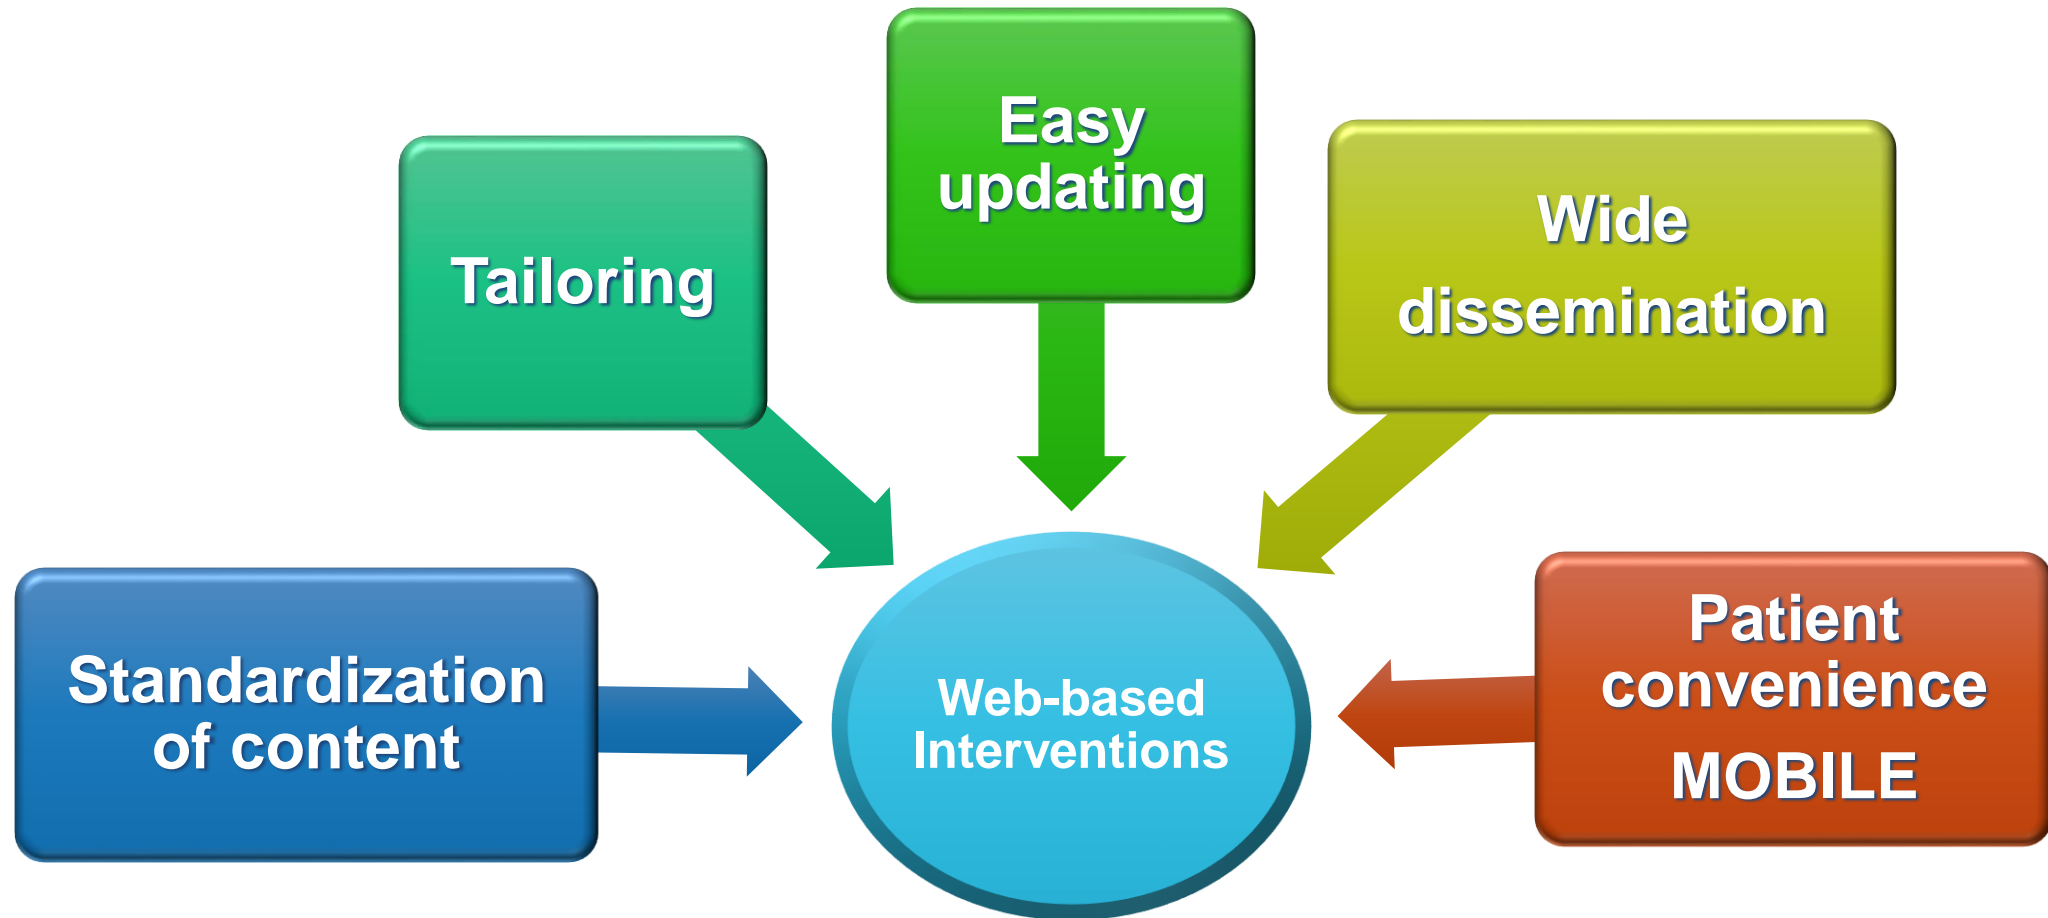 Easy
updating
Tailoring
Wide
dissemination
Standardization
of content
Web-based
Interventions
Patient
convenience
MOBILE